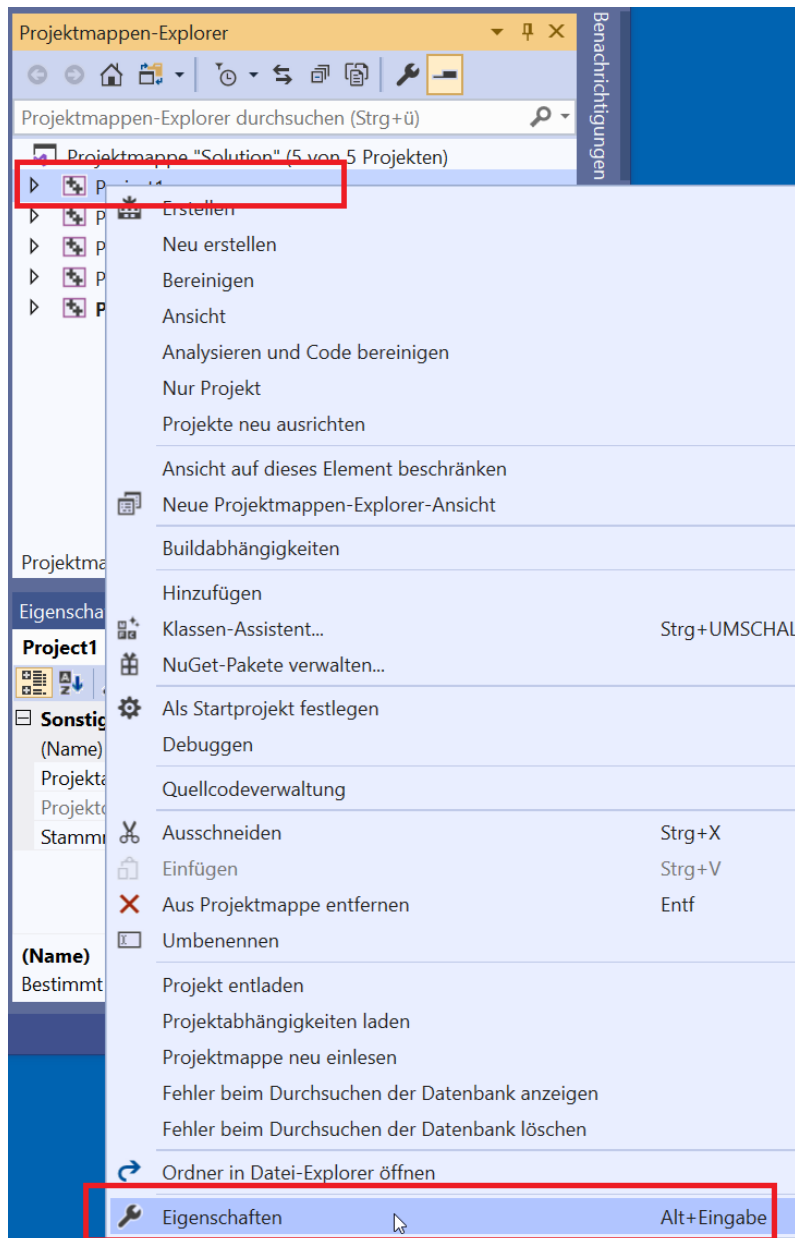 Projektmappen-Explorer
Benachrichtigungen
Projektmappen-Explorer durchsuchen (Strg+ü)
Projektmappe "Solution" (5 von 5 Projekten)
Project1
P
P
P
P
Erstellen
Neu erstellen
Bereinigen
Ansicht
Analysieren und Code bereinigen
Nur Projekt
Projekte neu ausrichten
Ansicht auf dieses Element beschränken
Neue Projektmappen-Explorer-Ansicht
Buildabhängigkeiten
Hinzufügen
Klassen-Assistent... Strg+UMSCHAL
NuGet-Pakete verwalten...
Als Startprojekt festlegen
Debuggen
Quellcodeverwaltung
Ausschneiden Strg+X
Einfügen Strg+V
Aus Projektmappe entfernen Entf
Umbenennen
Projekt entladen
Projektabhängigkeiten laden
Projektmappe neu einlesen
Fehler beim Durchsuchen der Datenbank anzeigen
Fehler beim Durchsuchen der Datenbank löschen
Ordner in Datei-Explorer öffnen
Eigenschaften Alt+Eingabe
Projektma
Eigenscha
Project1
Sonstig
(Name)
Projekta
Projekto
Stamm
(Name)
Bestimmt